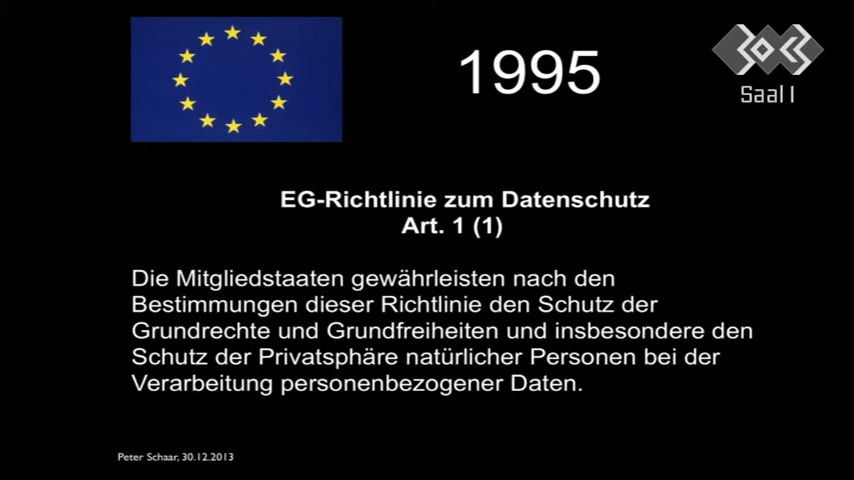 1995
30C3
Saal 1
EG-Richtlinie zum Datenschutz
Art. 1 (1)
Die Mitgliedstaaten gewährleisten nach den
Bestimmungen dieser Richtlinie den Schutz der
Grundrechte und Grundfreiheiten und insbesondere den
Schutz der Privatsphäre natürlicher Personen bei der
Verarbeitung personenbezogener Daten.
Peter Schaar, 30.12.2013